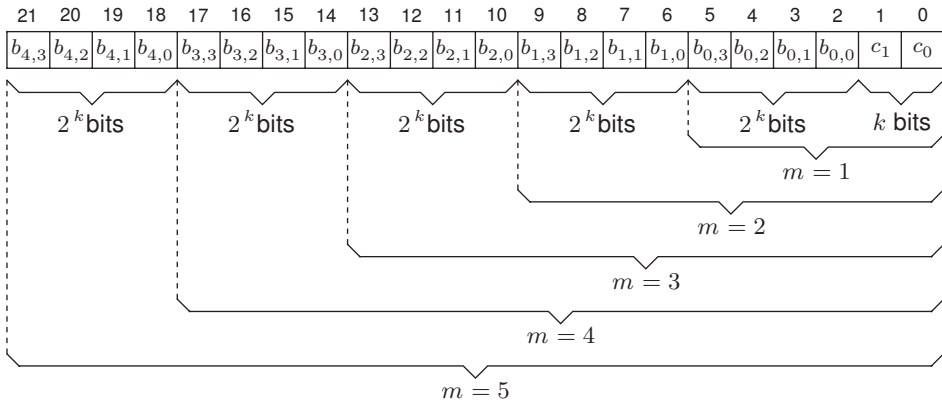 21 20 19 18 17 16 15 14 13 12 11 10 9 8 7 6 5 4 3 2 1 0
b4,3 b4,2 b4,1 b4,0 b3,3 b3,2 b3,1 b3,0 b2,3 b2,2 b2,1 b2,0 b1,3 b1,2 b1,1 b1,0 b0,3 b0,2 b0,1 b0,0 c1 c0
2^k bits 2^k bits 2^k bits 2^k bits 2^k bits k bits
m = 1
m = 2
m = 3
m = 4
m = 5